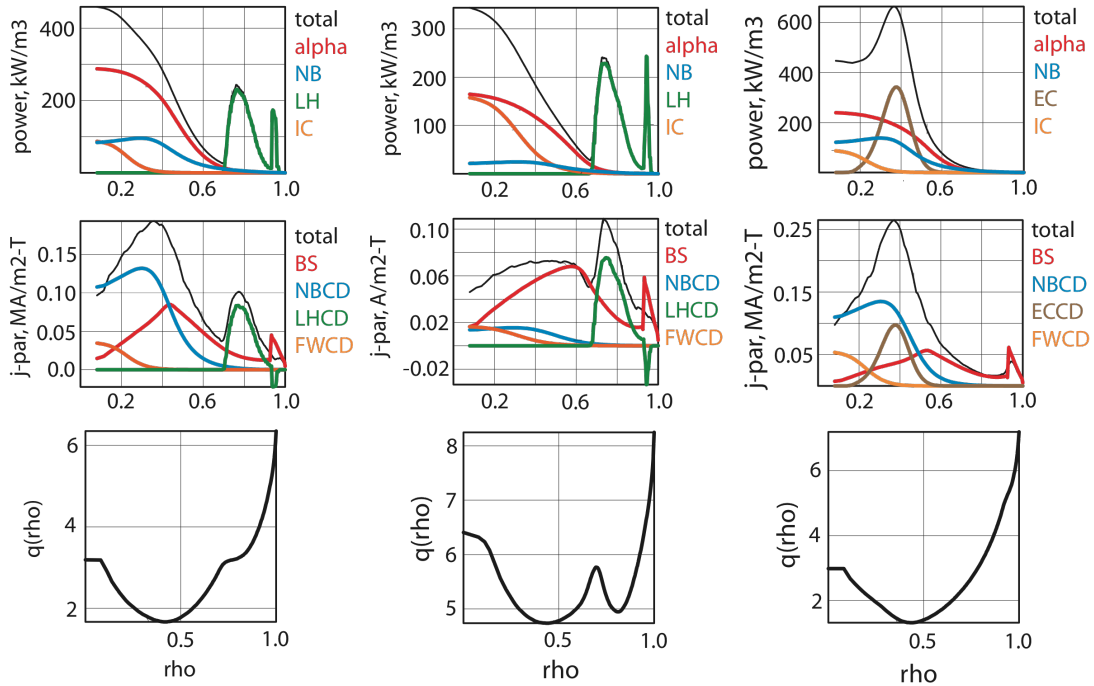 power, kW/m3
400
200
0.2
0.6
1.0
total
alpha
NB
LH
IC
power, kW/m3
300
200
100
0.2
0.6
1.0
total
alpha
NB
LH
IC
power, kW/m3
600
400
200
0.2
0.6
1.0
total
alpha
NB
EC
IC
j-par, MA/m2-T
0.15
0.10
0.05
0.0
0.2
0.6
1.0
total
BS
NBCD
LHCD
FWCD
j-par, A/m2-T
0.10
0.06
0.02
-0.02
0.2
0.6
1.0
total
BS
NBCD
LHCD
FWCD
j-par, MA/m2-T
0.25
0.15
0.05
0.2
0.6
1.0
total
BS
NBCD
ECCD
FWCD
q(rho)
6
4
2
0.5
1.0
rho
q(rho)
8
7
6
5
0.5
1.0
rho
q(rho)
6
4
2
0.5
1.0
rho